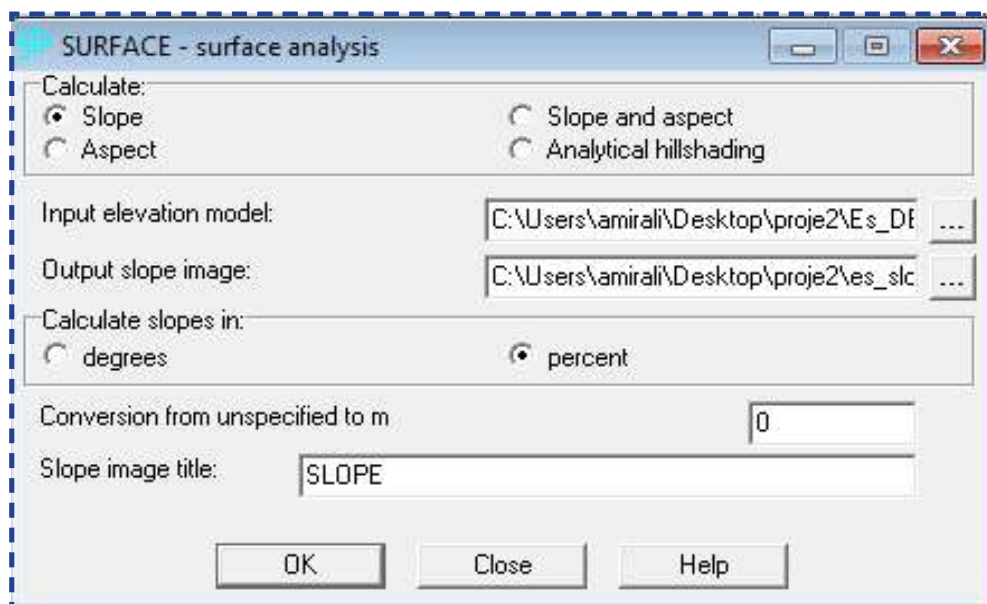 SURFACE - surface analysis
Calculate:
Slope
Slope and aspect
Aspect
Analytical hillshading
Input elevation model:
C:\Users\amirali\Desktop\proje2\Es_DE
...
Output slope image:
C:\Users\amirali\Desktop\proje2\es_slo
...
Calculate slopes in:
degrees
percent
Conversion from unspecified to m
0
Slope image title:
SLOPE
OK
Close
Help